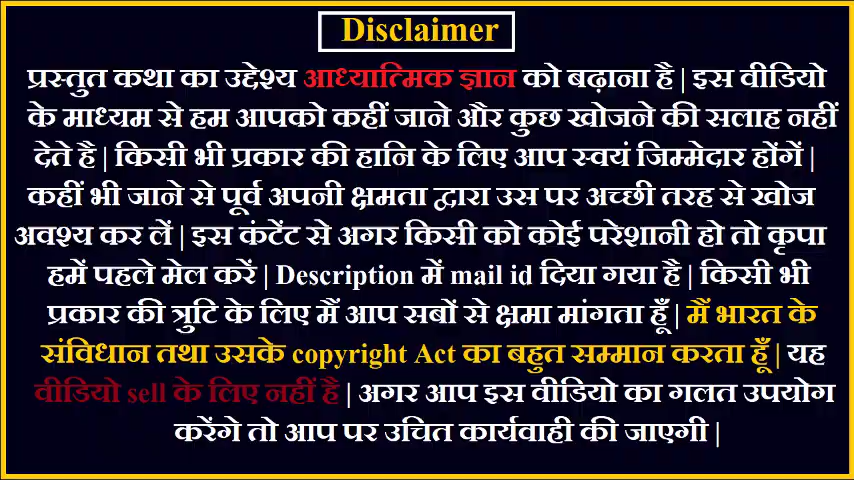 Disclaimer
प्रस्तुत कथा का उद्देश्य आध्यात्मिक ज्ञान को बढ़ाना है | इस वीडियो
के माध्यम से हम आपको कहीं जाने और कुछ खोजने की सलाह नहीं
देते है | किसी भी प्रकार की हानि के लिए आप स्वयं जिम्मेदार होंगें |
कहीं भी जाने से पूर्व अपनी क्षमता द्वारा उस पर अच्छी तरह से खोज
अवश्य कर लें | इस कंटेंट से अगर किसी को कोई परेशानी हो तो कृपा
हमें पहले मेल करें | Description में mail id दिया गया है | किसी भी
प्रकार की त्रुटि के लिए मैं आप सबों से क्षमा मांगता हूँ | मैं भारत के
संविधान तथा उसके copyright Act का बहुत सम्मान करता हूँ | यह
वीडियो sell के लिए नहीं है | अगर आप इस वीडियो का गलत उपयोग
करेंगे तो आप पर उचित कार्यवाही की जाएगी |